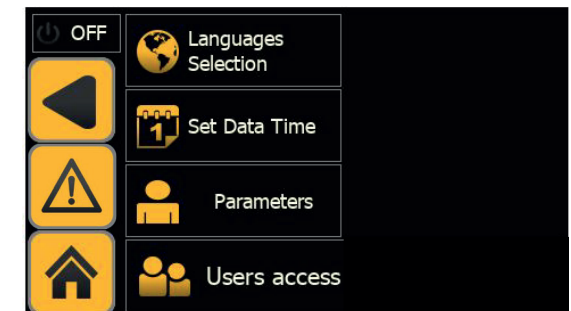 OFF
Languages
Selection
1
Set Data Time
Parameters
Users access